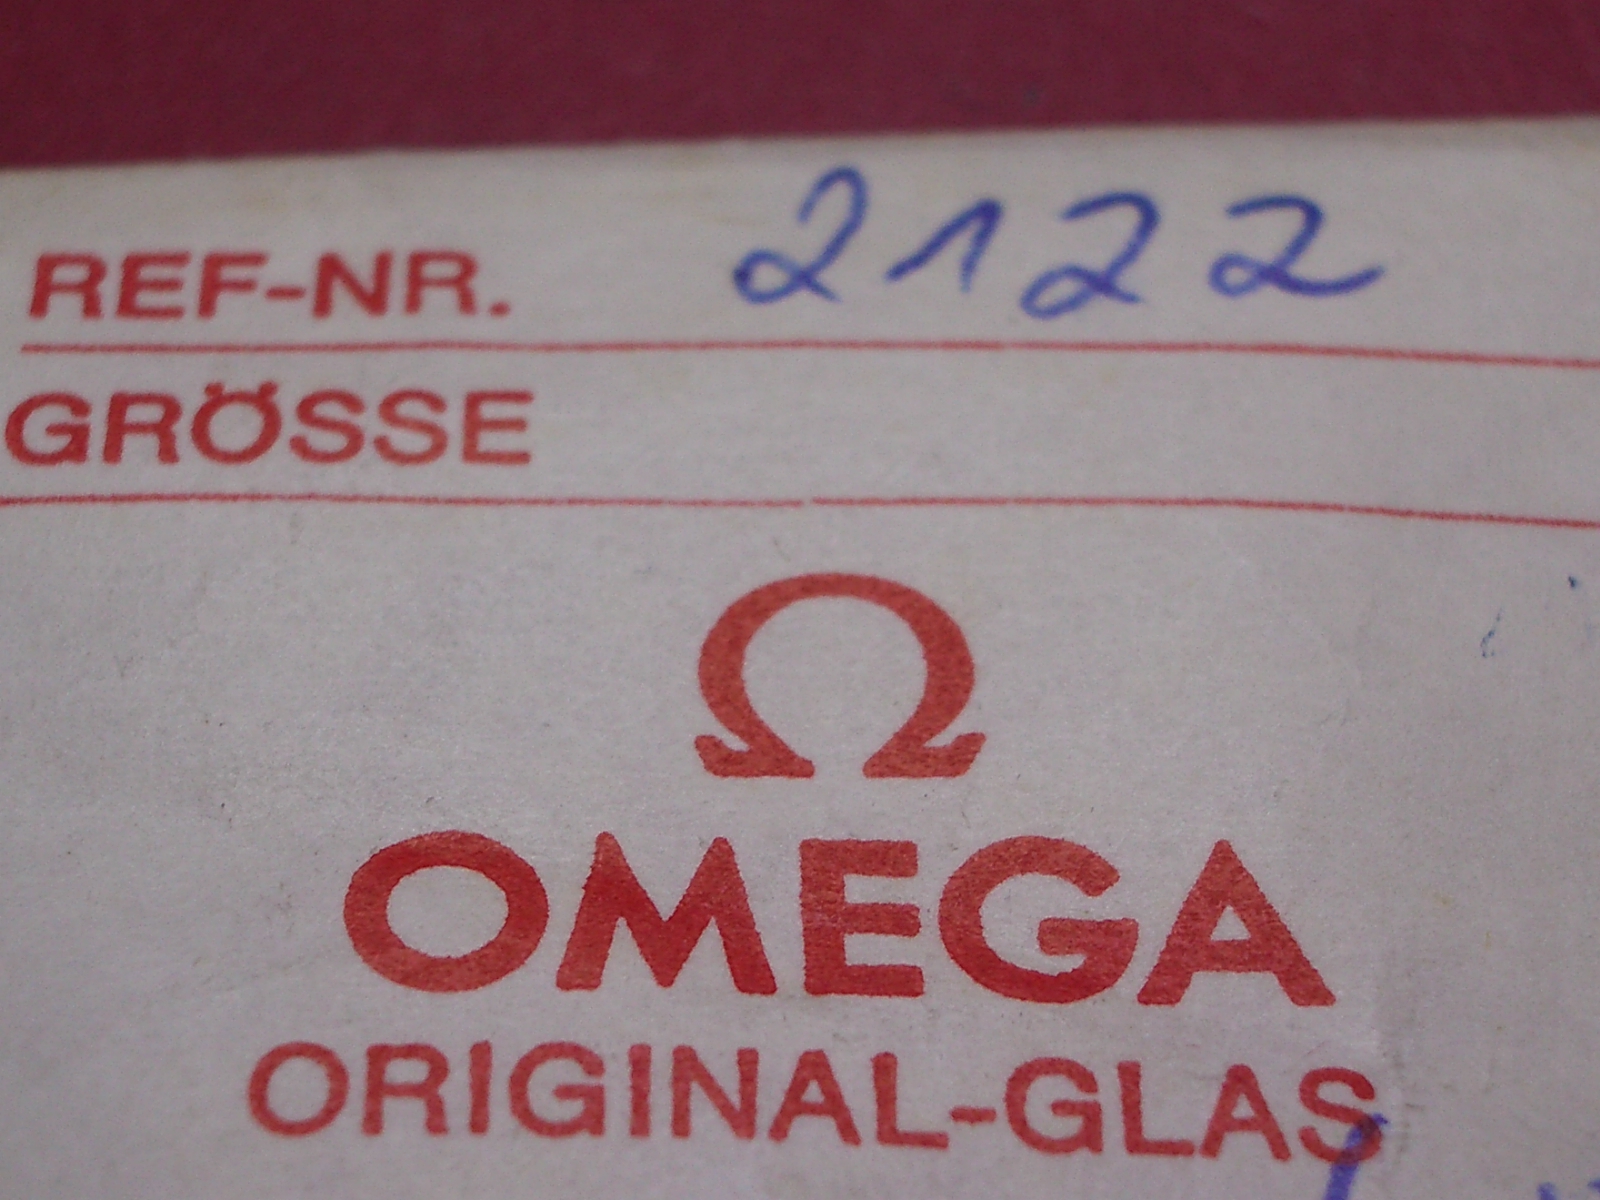 REF-NR. 2122
GRÖSSE
Ω
OMEGA
ORIGINAL-GLAS